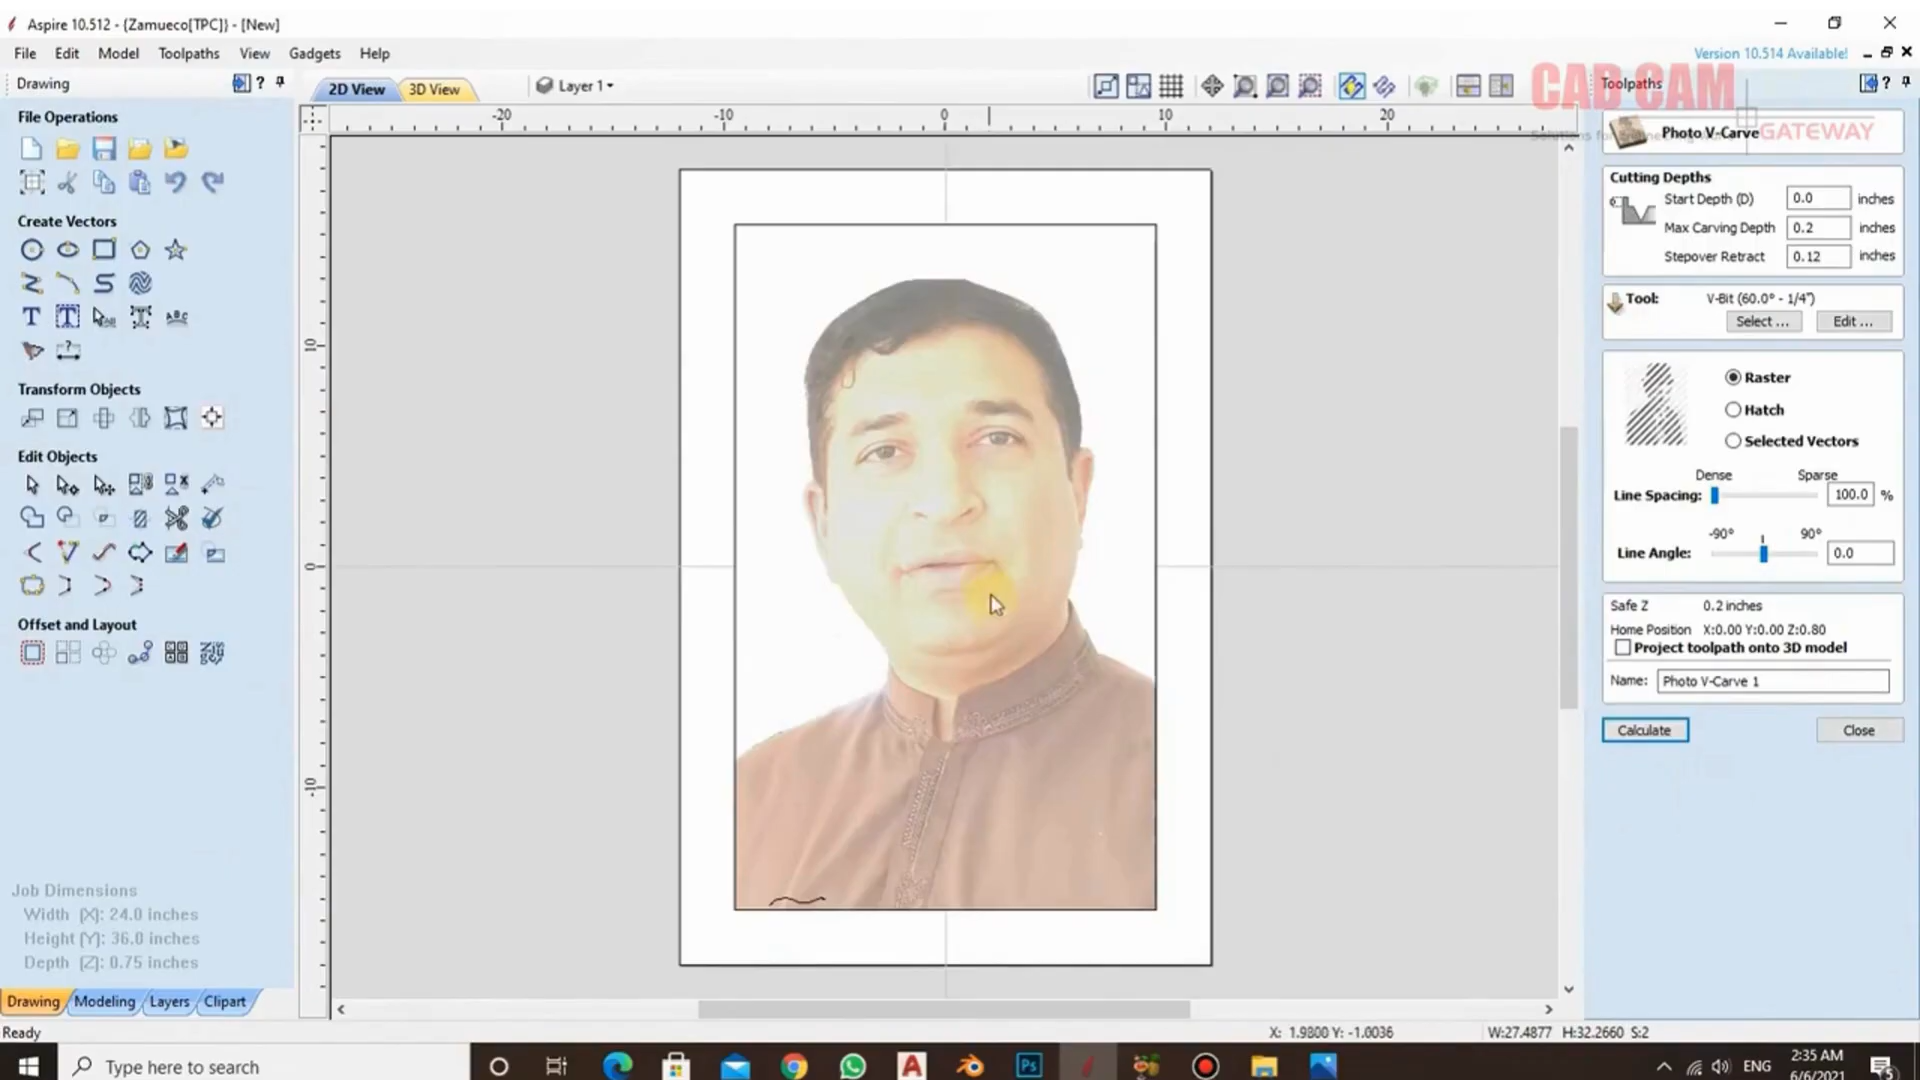 Aspire 10.512 - {Zamueco[TPC]} - [New]
File Edit Model Toolpaths View Gadgets Help
Version 10.514 Available!
Drawing
2D View 3D View Layer 1
Toolpaths
CAD CAM
GATEWAY
File Operations
Create Vectors
Transform Objects
Edit Objects
Offset and Layout
Job Dimensions
Width (X): 24.0 inches
Height (Y): 36.0 inches
Depth (Z): 0.75 inches
Drawing Modeling Layers Clipart
Ready
-20 -10 0 10 20
10
0
-10
Photo V-Carve
Cutting Depths
Start Depth (D) 0.0 inches
Max Carving Depth 0.2 inches
Stepover Retract 0.12 inches
Tool: V-Bit (60.0° - 1/4")
Select ... Edit ...
Raster
Hatch
Selected Vectors
Dense Sparse
Line Spacing: 100.0 %
-90° 90°
Line Angle: 0.0
Safe Z 0.2 inches
Home Position X:0.00 Y:0.00 Z:0.80
Project toolpath onto 3D model
Name: Photo V-Carve 1
Calculate Close
X: 1.9800 Y: -1.0036 W:27.4877 H:32.2660 S:2
Type here to search
ENG
2:35 AM
6/6/2021